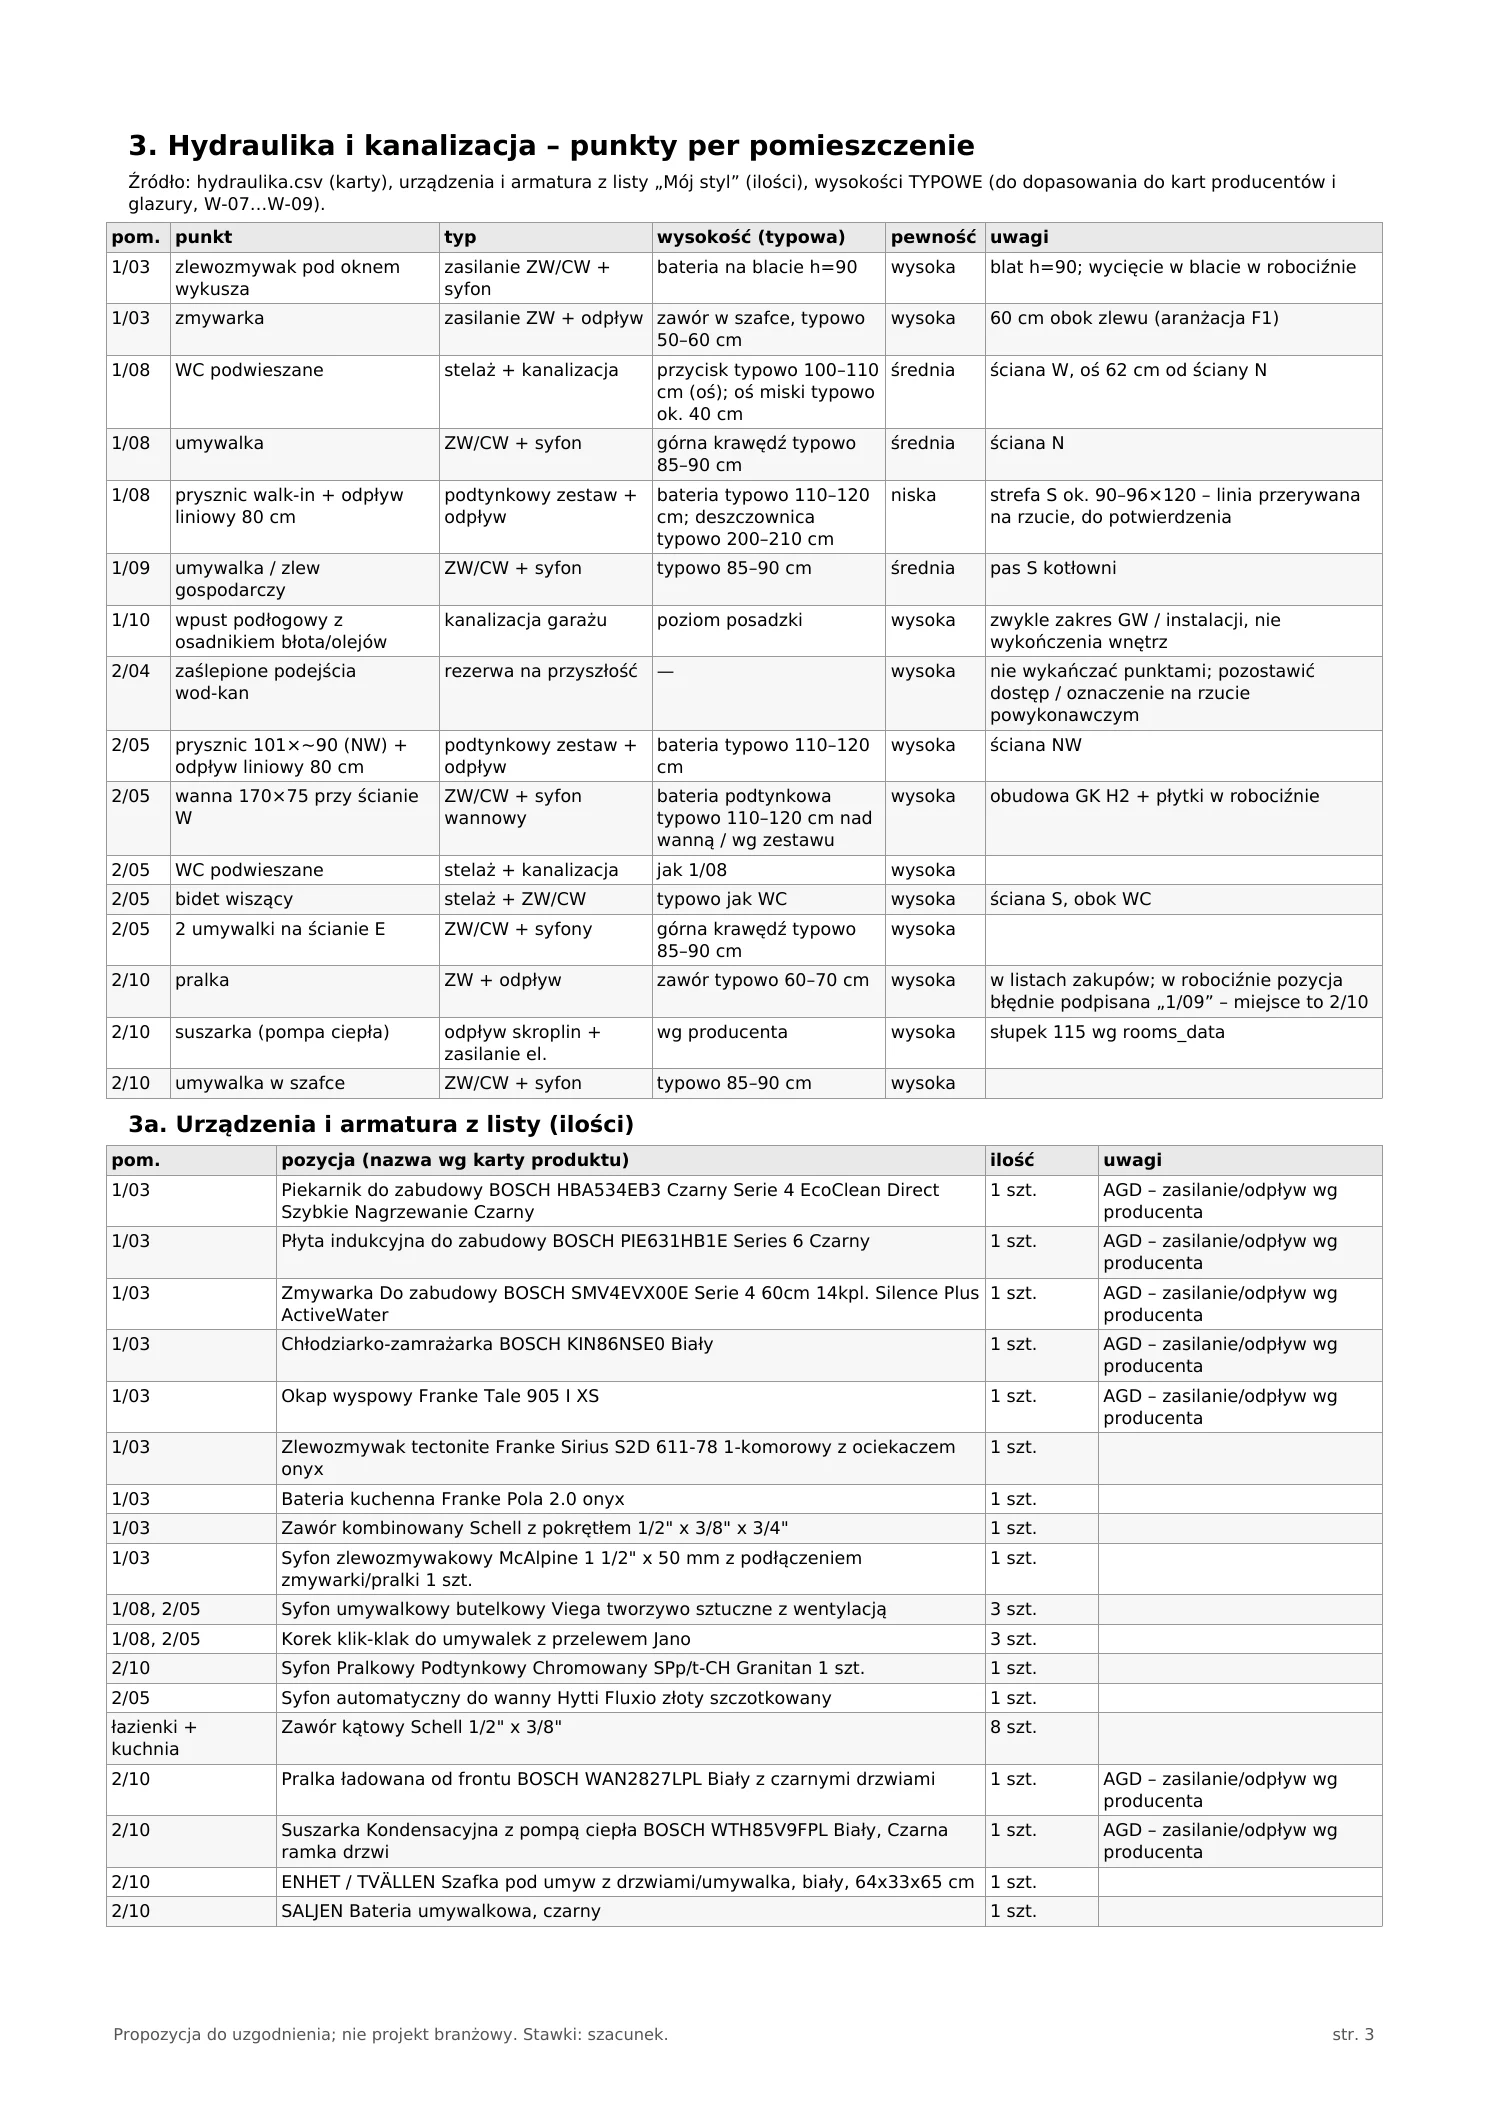 3. Hydraulika i kanalizacja – punkty per pomieszczenie
Źródło: hydraulika.csv (karty), urządzenia i armatura z listy „Mój styl” (ilości), wysokości TYPOWE (do dopasowania do kart producentów i
glazury, W-07…W-09).
pom. punkt typ wysokość (typowa) pewność uwagi
1/03 zlewozmywak pod oknem zasilanie ZW/CW + bateria na blacie h=90 wysoka blat h=90; wycięcie w blacie w robociźnie
wykusza syfon
1/03 zmywarka zasilanie ZW + odpływ zawór w szafce, typowo wysoka 60 cm obok zlewu (aranżacja F1)
50–60 cm
1/08 WC podwieszane stelaż + kanalizacja przycisk typowo 100–110 średnia ściana W, oś 62 cm od ściany N
cm (oś); oś miski typowo
ok. 40 cm
1/08 umywalka ZW/CW + syfon górna krawędź typowo średnia ściana N
85–90 cm
1/08 prysznic walk-in + odpływ podtynkowy zestaw + bateria typowo 110–120 niska strefa S ok. 90–96×120 – linia przerywana
liniowy 80 cm odpływ cm; deszczownica na rzucie, do potwierdzenia
typowo 200–210 cm
1/09 umywalka / zlew ZW/CW + syfon typowo 85–90 cm średnia pas S kotłowni
gospodarczy
1/10 wpust podłogowy z kanalizacja garażu poziom posadzki wysoka zwykle zakres GW / instalacji, nie
osadnikiem błota/olejów wykończenia wnętrz
2/04 zaślepione podejścia rezerwa na przyszłość — wysoka nie wykańczać punktami; pozostawić
wod-kan dostęp / oznaczenie na rzucie
powykonawczym
2/05 prysznic 101×~90 (NW) + podtynkowy zestaw + bateria typowo 110–120 wysoka ściana NW
odpływ liniowy 80 cm odpływ cm
2/05 wanna 170×75 przy ścianie ZW/CW + syfon bateria podtynkowa wysoka obudowa GK H2 + płytki w robociźnie
W wannowy typowo 110–120 cm nad
wanną / wg zestawu
2/05 WC podwieszane stelaż + kanalizacja jak 1/08 wysoka
2/05 bidet wiszący stelaż + ZW/CW typowo jak WC wysoka ściana S, obok WC
2/05 2 umywalki na ścianie E ZW/CW + syfony górna krawędź typowo wysoka
85–90 cm
2/10 pralka ZW + odpływ zawór typowo 60–70 cm wysoka w listach zakupów; w robociźnie pozycja
błędnie podpisana „1/09” – miejsce to 2/10
2/10 suszarka (pompa ciepła) odpływ skroplin + wg producenta wysoka słupek 115 wg rooms_data
zasilanie el.
2/10 umywalka w szafce ZW/CW + syfon typowo 85–90 cm wysoka
3a. Urządzenia i armatura z listy (ilości)
pom. pozycja (nazwa wg karty produktu) ilość uwagi
1/03 Piekarnik do zabudowy BOSCH HBA534EB3 Czarny Serie 4 EcoClean Direct 1 szt. AGD – zasilanie/odpływ wg
Szybkie Nagrzewanie Czarny producenta
1/03 Płyta indukcyjna do zabudowy BOSCH PIE631HB1E Series 6 Czarny 1 szt. AGD – zasilanie/odpływ wg
producenta
1/03 Zmywarka Do zabudowy BOSCH SMV4EVX00E Serie 4 60cm 14kpl. Silence Plus 1 szt. AGD – zasilanie/odpływ wg
ActiveWater producenta
1/03 Chłodziarko-zamrażarka BOSCH KIN86NSE0 Biały 1 szt. AGD – zasilanie/odpływ wg
producenta
1/03 Okap wyspowy Franke Tale 905 I XS 1 szt. AGD – zasilanie/odpływ wg
producenta
1/03 Zlewozmywak tectonite Franke Sirius S2D 611-78 1-komorowy z ociekaczem 1 szt.
onyx
1/03 Bateria kuchenna Franke Pola 2.0 onyx 1 szt.
1/03 Zawór kombinowany Schell z pokrętłem 1/2" x 3/8" x 3/4" 1 szt.
1/03 Syfon zlewozmywakowy McAlpine 1 1/2" x 50 mm z podłączeniem 1 szt.
zmywarki/pralki 1 szt.
1/08, 2/05 Syfon umywalkowy butelkowy Viega tworzywo sztuczne z wentylacją 3 szt.
1/08, 2/05 Korek klik-klak do umywalek z przelewem Jano 3 szt.
2/10 Syfon Pralkowy Podtynkowy Chromowany SPp/t-CH Granitan 1 szt. 1 szt.
2/05 Syfon automatyczny do wanny Hytti Fluxio złoty szczotkowany 1 szt.
łazienki + Zawór kątowy Schell 1/2" x 3/8" 8 szt.
kuchnia
2/10 Pralka ładowana od frontu BOSCH WAN2827LPL Biały z czarnymi drzwiami 1 szt. AGD – zasilanie/odpływ wg
producenta
2/10 Suszarka Kondensacyjna z pompą ciepła BOSCH WTH85V9FPL Biały, Czarna 1 szt. AGD – zasilanie/odpływ wg
ramka drzwi producenta
2/10 ENHET / TVÄLLEN Szafka pod umyw z drzwiami/umywalka, biały, 64x33x65 cm 1 szt.
2/10 SALJEN Bateria umywalkowa, czarny 1 szt.
Propozycja do uzgodnienia; nie projekt branżowy. Stawki: szacunek. str. 3